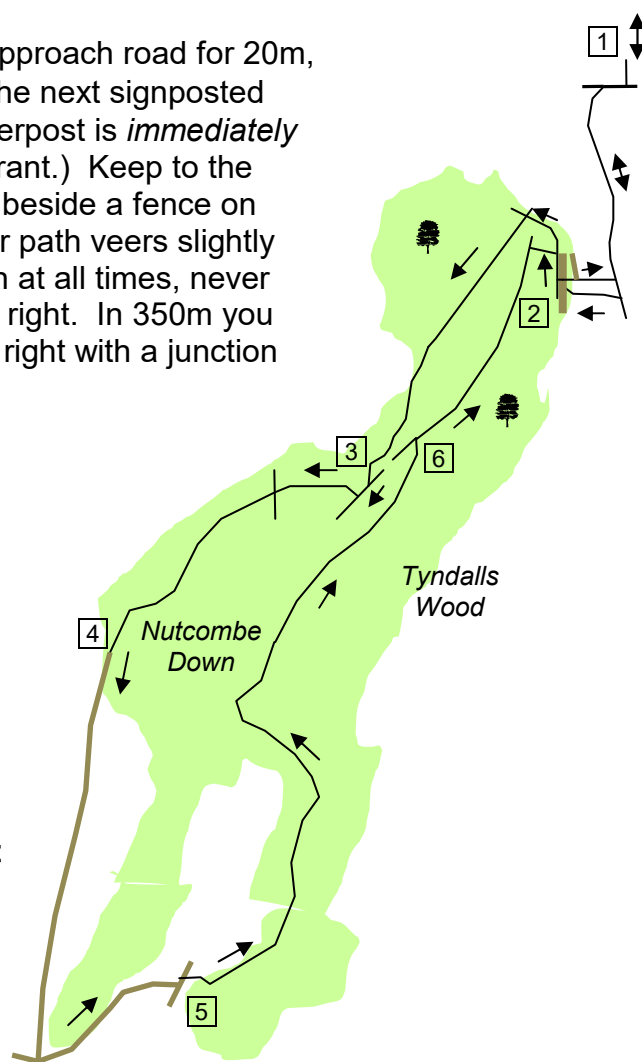 pproach road for 20m,
he next signposted
erpost is immediately
rant.) Keep to the
beside a fence on
r path veers slightly
n at all times, never
right. In 350m you
right with a junction
1
2
3
6
Tyndalls
Wood
4
Nutcombe
Down
5